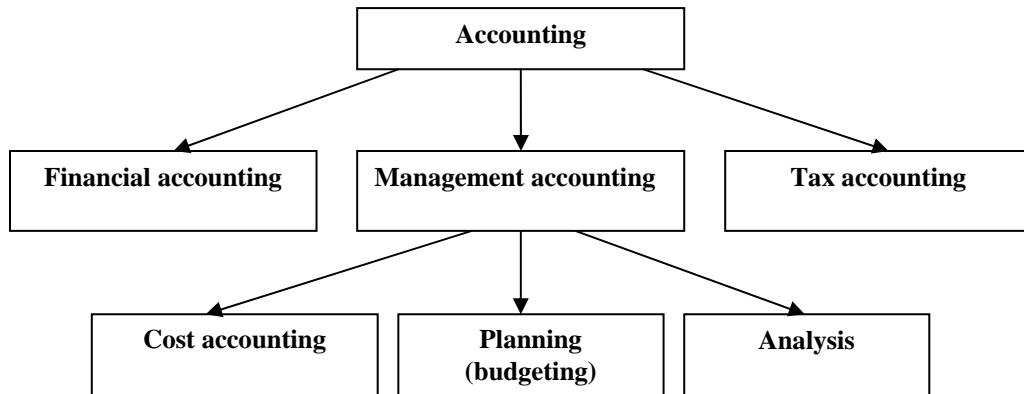 Accounting
Financial accounting
Management accounting
Tax accounting
Cost accounting
Planning
(budgeting)
Analysis